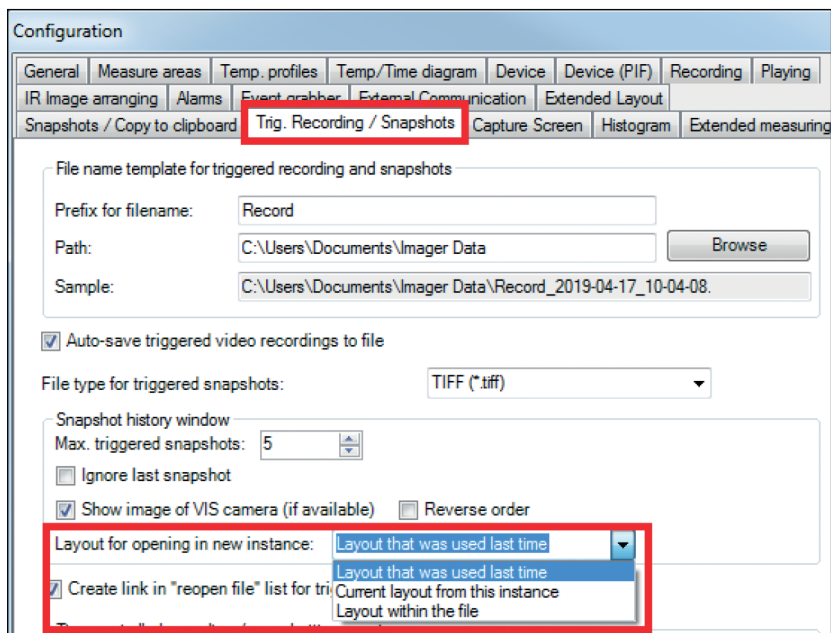 Configuration
General Measure areas Temp. profiles Temp/Time diagram Device Device (PIF) Recording Playing
IR Image arranging Alarms Event grabber External Communication Extended Layout
Snapshots / Copy to clipboard Trig. Recording / Snapshots Capture Screen Histogram Extended measuring
File name template for triggered recording and snapshots
Prefix for filename: Record
Path: C:\Users\Documents\Imager Data Browse
Sample: C:\Users\Documents\Imager Data\Record_2019-04-17_10-04-08.
Auto-save triggered video recordings to file
File type for triggered snapshots: TIFF (*.tiff)
Snapshot history window
Max. triggered snapshots: 5
Ignore last snapshot
Show image of VIS camera (if available) Reverse order
Layout for opening in new instance: Layout that was used last time
Layout that was used last time
Create link in "reopen file" list for Current layout from this instance
Layout within the file